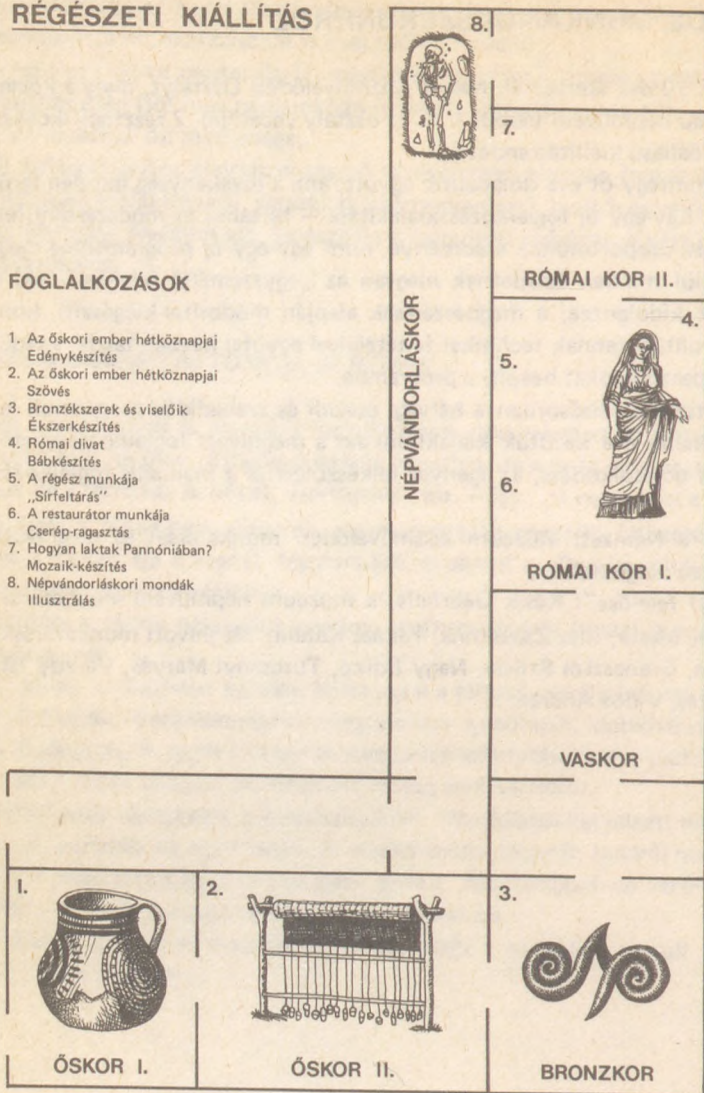 RÉGÉSZETI KIÁLLÍTÁS
FOGLALKOZÁSOK
1. Az őskori ember hétköznapjai
Edénykészítés
2. Az őskori ember hétköznapjai
Szövés
3. Bronzékszerek és viselőik
Ékszerkészítés
4. Római divat
Bábkészítés
5. A régész munkája
„Sírfeltárás”
6. A restaurátor munkája
Cserép-ragasztás
7. Hogyan laktak Pannóniában?
Mozaik-készítés
8. Népvándorláskori mondák
Illusztrálás
NÉPVÁNDORLÁSKOR
8.
7.
RÓMAI KOR II.
4.
5.
6.
RÓMAI KOR I.
VASKOR
1.
ŐSKOR I.
2.
ŐSKOR II.
3.
BRONZKOR